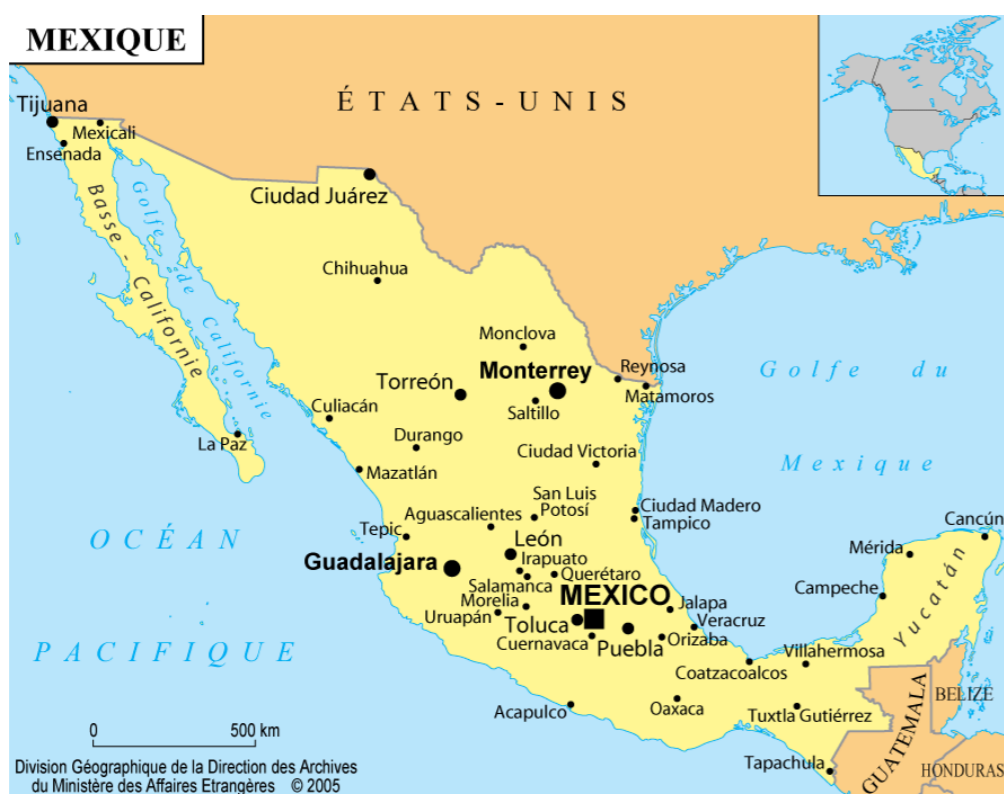 MEXIQUE
ÉTATS-UNIS
Tijuana
Mexicali
Ensenada
Basse - Californie
Golfe de Californie
Ciudad Juárez
Chihuahua
Monclova
Monterrey
Reynosa
Matamoros
Golfe du
Mexique
Torreón
Saltillo
Culiacán
La Paz
Durango
Ciudad Victoria
Mazatlán
San Luis
Potosí
Ciudad Madero
Tampico
Aguascalientes
Tepic
León
Cancún
Mérida
OCÉAN
PACIFIQUE
Guadalajara
Irapuato
Salamanca
Querétaro
Campeche
Yucatán
Morelia
MEXICO
Jalapa
Uruapán
Toluca
Veracruz
Cuernavaca
Puebla
Orizaba
Villahermosa
Coatzacoalcos
BELIZE
GUATEMALA
Acapulco
Oaxaca
Tuxtla Gutiérrez
Tapachula
HONDURAS
0 500 km
Division Géographique de la Direction des Archives
du Ministère des Affaires Etrangères © 2005